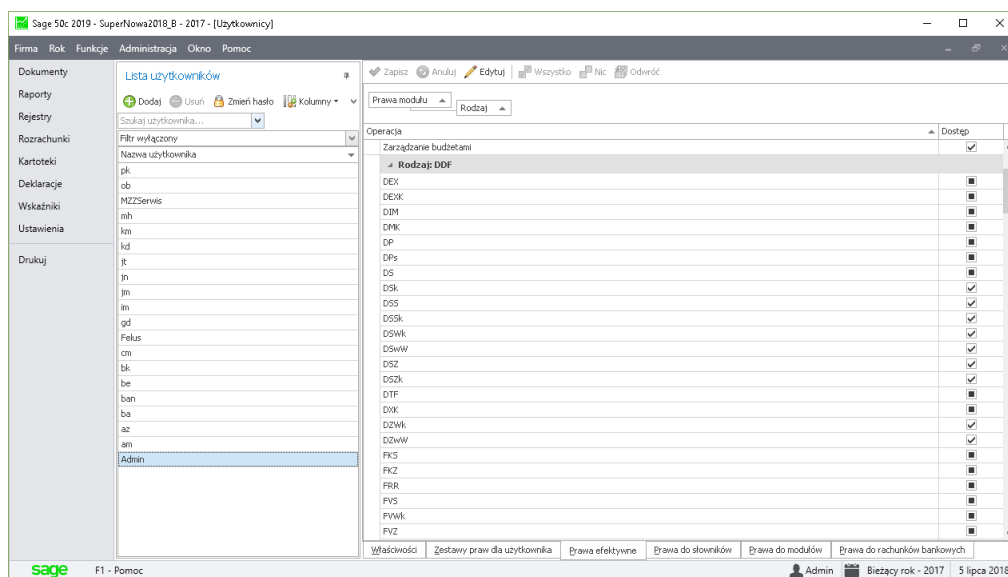 Sage 50c 2019 - SuperNowa2018_B - 2017 - [Użytkownicy]
Firma Rok Funkcje Administracja Okno Pomoc
Dokumenty
Raporty
Rejestry
Rozrachunki
Kartoteki
Deklaracje
Wskaźniki
Ustawienia
Drukuj
Lista użytkowników
Dodaj Usuń Zmień hasło Kolumny
Szukaj użytkownika...
Filtr wyłączony
Nazwa użytkownika
pk
ob
MZZSerwis
mh
km
kd
jt
jn
jm
im
gd
Felus
cm
bk
be
ban
ba
az
am
Admin
Zapisz Anuluj Edytuj Wszystko Nic Odwróć
Prawa modułu
Rodzaj
Operacja Dostęp
Zarządzanie budżetami
Rodzaj: DDF
DEX
DEXK
DIM
DMK
DP
DPs
DS
DSk
DSS
DSSk
DSWk
DSwW
DSZ
DSZk
DTF
DXK
DZWk
DZwW
FKS
FKZ
FRR
FVS
FVWk
FVZ
Właściwości Zestawy praw dla użytkownika Prawa efektywne Prawa do słowników Prawa do modułów Prawa do rachunków bankowych
sage F1 - Pomoc Admin Bieżący rok - 2017 5 lipca 2018